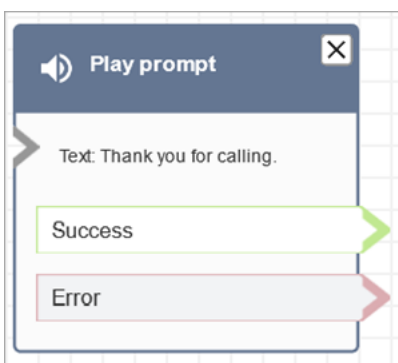 Play prompt
Text: Thank you for calling.
Success
Error